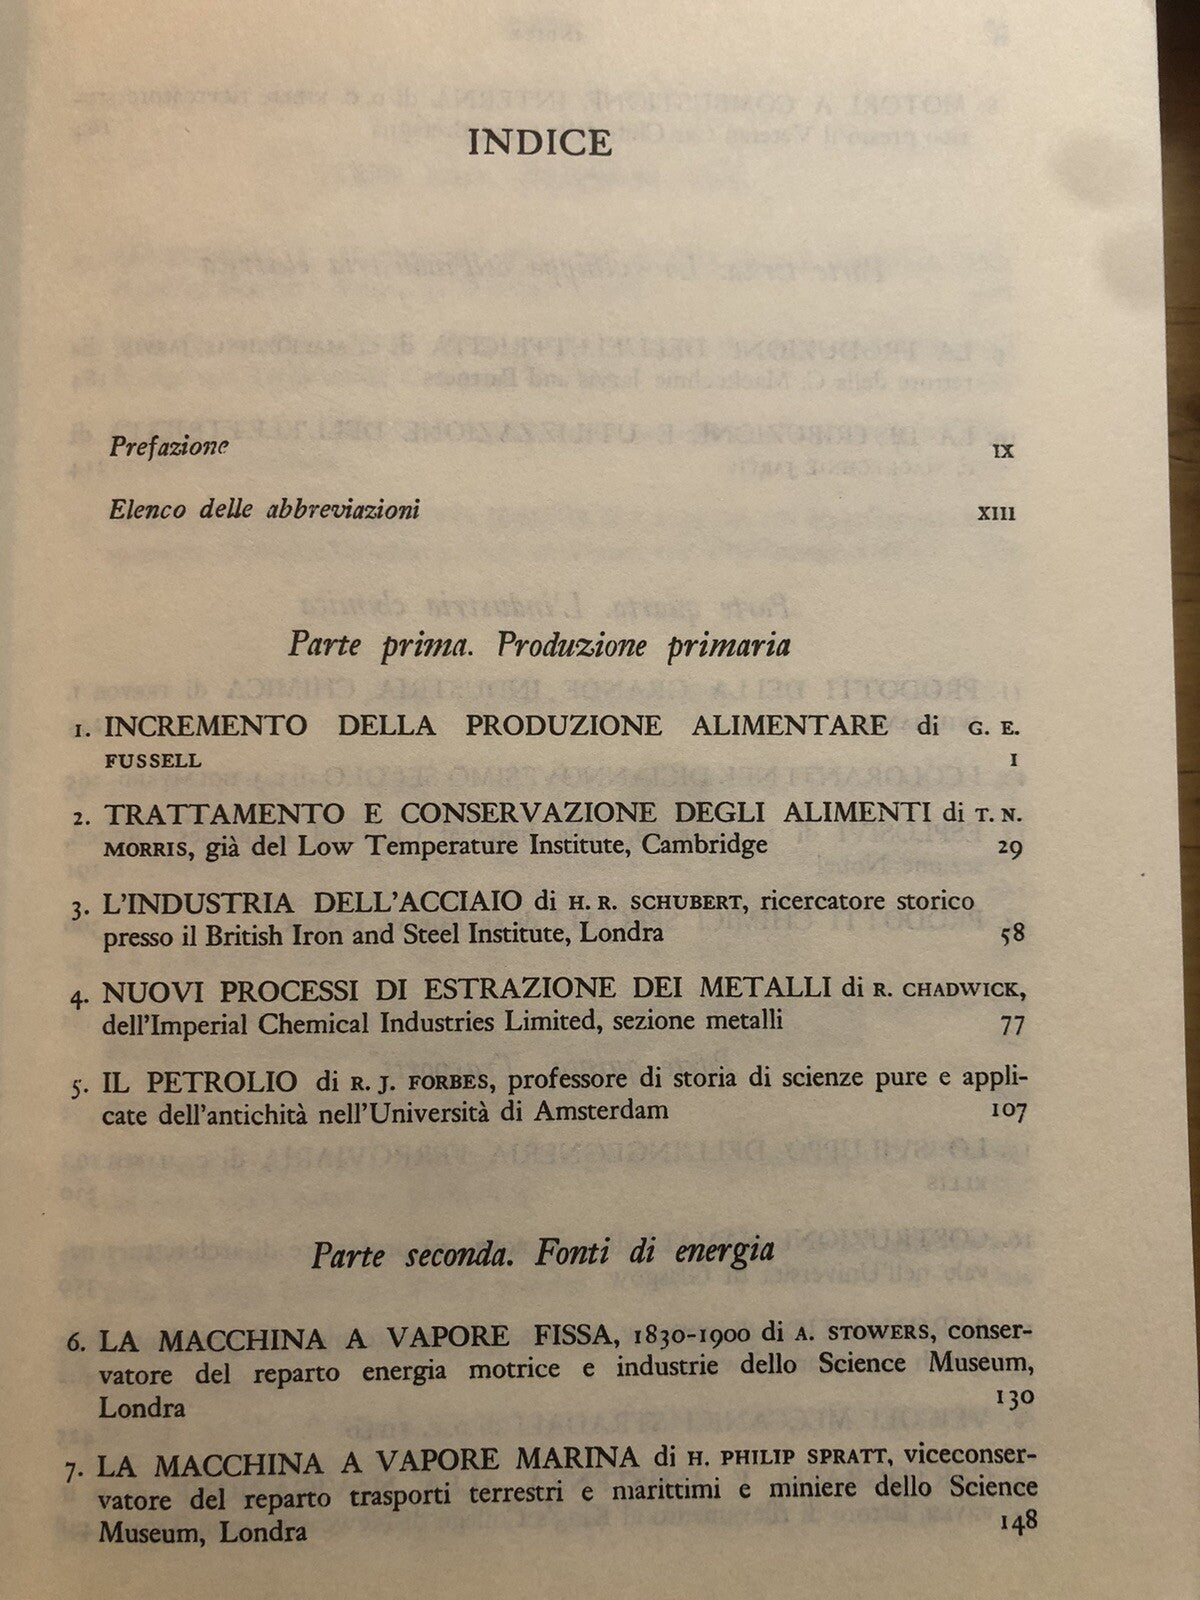 INDICE
Prefazione IX
Elenco delle abbreviazioni XIII
Parte prima. Produzione primaria
1. INCREMENTO DELLA PRODUZIONE ALIMENTARE di G. E.
FUSSELL 1
2. TRATTAMENTO E CONSERVAZIONE DEGLI ALIMENTI di T. N.
MORRIS, già del Low Temperature Institute, Cambridge 29
3. L'INDUSTRIA DELL'ACCIAIO di H. R. SCHUBERT, ricercatore storico
presso il British Iron and Steel Institute, Londra 58
4. NUOVI PROCESSI DI ESTRAZIONE DEI METALLI di R. CHADWICK,
dell'Imperial Chemical Industries Limited, sezione metalli 77
5. IL PETROLIO di R. J. FORBES, professore di storia di scienze pure e appli-
cate dell'antichità nell'Università di Amsterdam 107
Parte seconda. Fonti di energia
6. LA MACCHINA A VAPORE FISSA, 1830-1900 di A. STOWERS, conser-
vatore del reparto energia motrice e industrie dello Science Museum,
Londra 130
7. LA MACCHINA A VAPORE MARINA di H. PHILIP SPRATT, viceconser-
vatore del reparto trasporti terrestri e marittimi e miniere dello Science
Museum, Londra 148